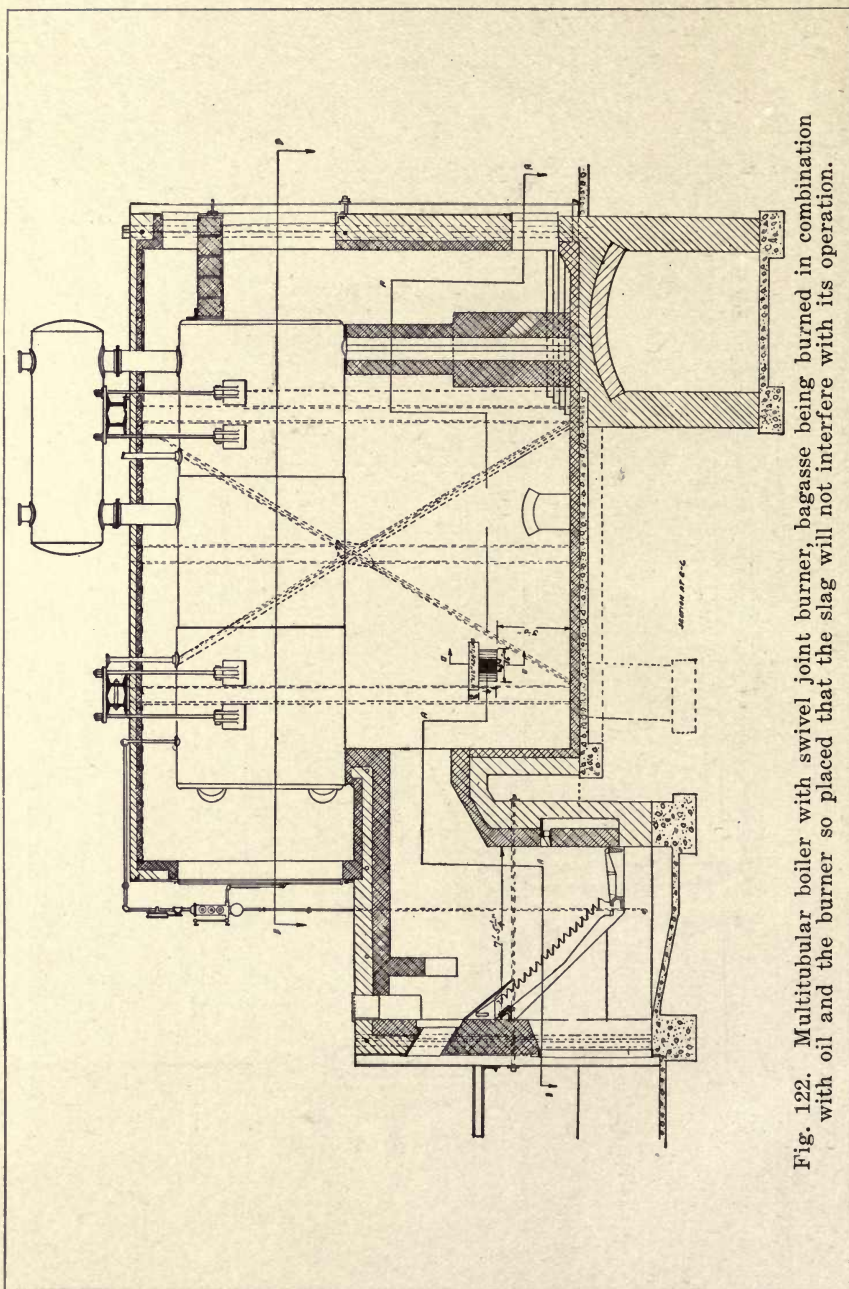 Fig. 122. Multitubular boiler with swivel joint burner, bagasse being burned in combination
with oil and the burner so placed that the slag will not interfere with its operation.